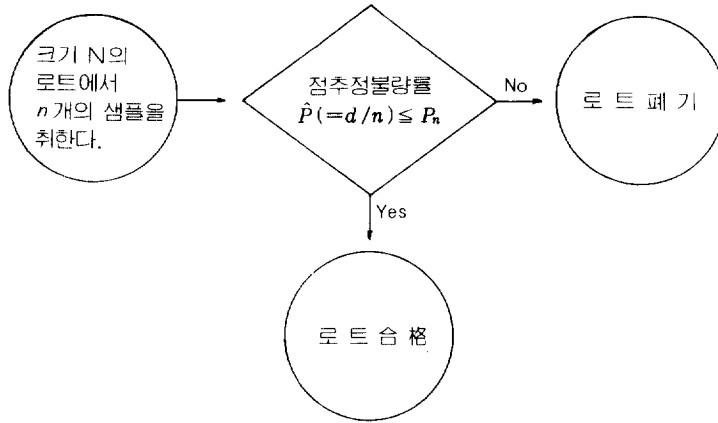 크기 N의
로트에서
n개의 샘플을
취한다.
점추정불량률
P̂(=d/n)≦Pₙ
No
로트폐기
Yes
로트合格